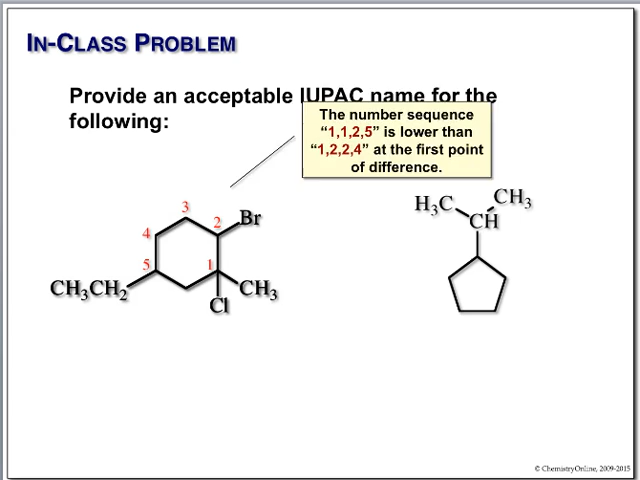 IN-CLASS PROBLEM
Provide an acceptable IUPAC name for the
following:
The number sequence
“1,1,2,5” is lower than
“1,2,2,4” at the first point
of difference.
3
2
Br
4
5
1
CH3CH2
CH3
Cl
H3C
CH3
CH
© ChemistryOnline, 2009-2015